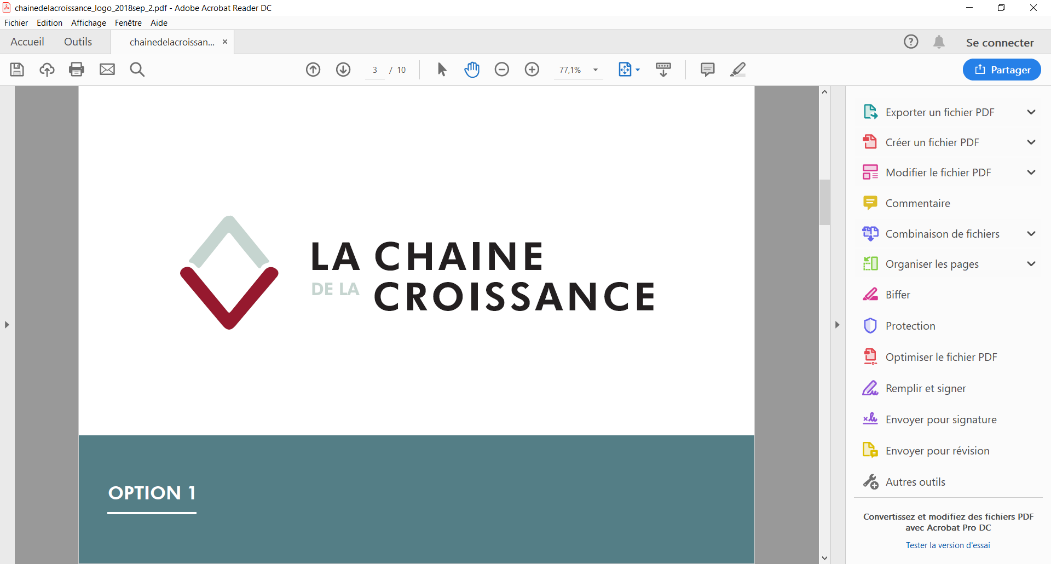 chainedelacroissance_logo_2018sep_2.pdf - Adobe Acrobat Reader DC
Fichier Edition Affichage Fenêtre Aide
Accueil Outils chainedelacroissan... × Se connecter
3 / 10 77,1% Partager
Exporter un fichier PDF
Créer un fichier PDF
Modifier le fichier PDF
Commentaire
Combinaison de fichiers
Organiser les pages
Biffer
Protection
Optimiser le fichier PDF
Remplir et signer
Envoyer pour signature
Envoyer pour révision
Autres outils
Convertissez et modifiez des fichiers PDF
avec Acrobat Pro DC
Tester la version d'essai
LA CHAINE
DE LA CROISSANCE
OPTION 1